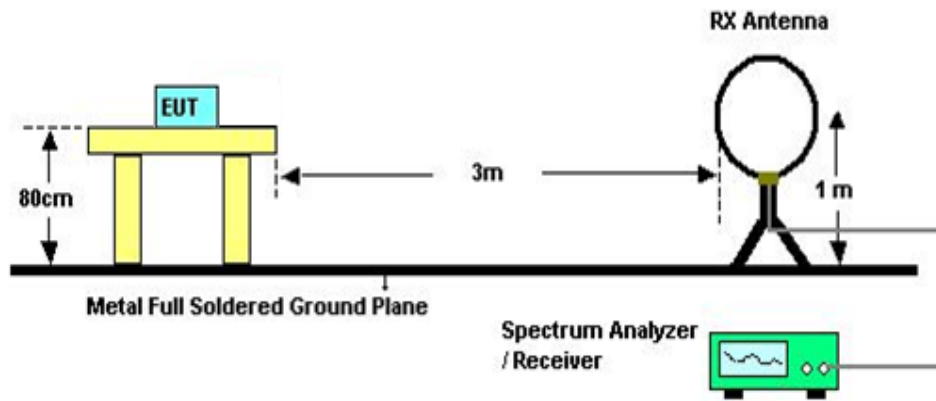 RX Antenna
EUT
3m
80cm
1 m
Metal Full Soldered Ground Plane
Spectrum Analyzer
/ Receiver